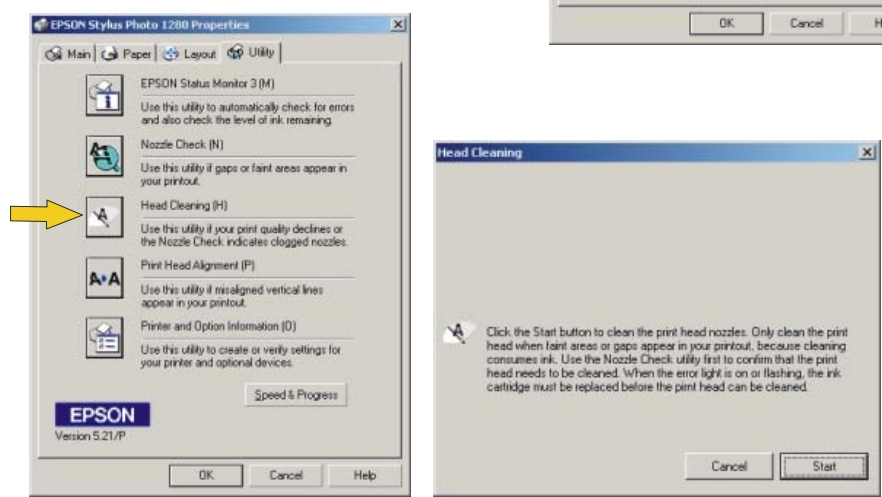 OK Cancel H
EPSON Stylus Photo 1280 Properties
Main Paper Layout Utility
EPSON Status Monitor 3 (M)
Use this utility to automatically check for errors
and also check the level of ink remaining.
Nozzle Check (N)
Use this utility if gaps or faint areas appear in
your printout.
Head Cleaning (H)
Use this utility if your print quality declines or
the Nozzle Check indicates clogged nozzles.
Print Head Alignment (P)
Use this utility if misaligned vertical lines
appear in your printout.
Printer and Option Information (O)
Use this utility to create or verify settings for
your printer and optional devices.
Speed & Progress
EPSON
Version 5.21/P
OK Cancel Help
Head Cleaning
Click the Start button to clean the print head nozzles. Only clean the print
head when faint areas or gaps appear in your printout, because cleaning
consumes ink. Use the Nozzle Check utility first to confirm that the print
head needs to be cleaned. When the error light is on or flashing, the ink
cartridge must be replaced before the pirnt head can be cleaned.
Cancel Start